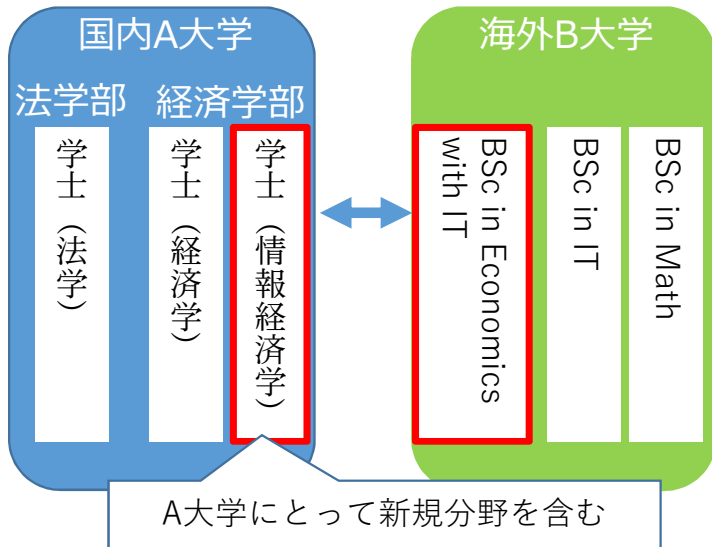 国内A大学
法学部
経済学部
学士（法学）
学士（経済学）
学士（情報経済学）
海外B大学
BSc in Economics
with IT
BSc in IT
BSc in Math
A大学にとって新規分野を含む